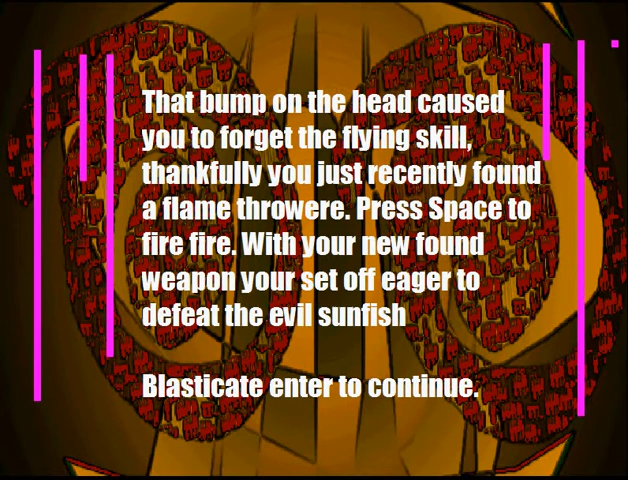 That bump on the head caused
you to forget the flying skill,
thankfully you just recently found
a flame throwere. Press Space to
fire fire. With your new found
weapon your set off eager to
defeat the evil sunfish
Blasticate enter to continue.